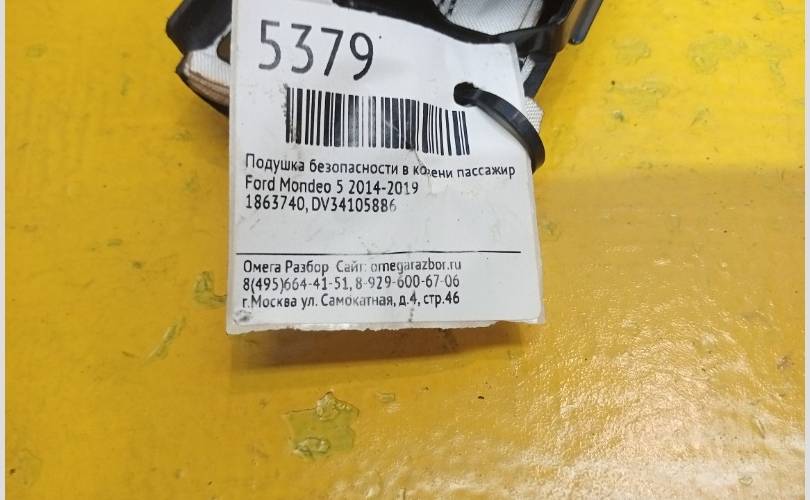 5379
Подушка безопасности в колени пассажир
Ford Mondeo 5 2014-2019
1863740, DV34105886
Омега Разбор Сайт: omegarazbor.ru
8(495)664-41-51, 8-929-600-67-06
г.Москва ул. Самокатная, д.4, стр.46